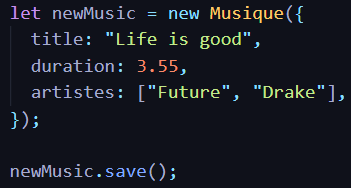 let newMusic = new Musique({
  title: "Life is good",
  duration: 3.55,
  artistes: ["Future", "Drake"],
});

newMusic.save();